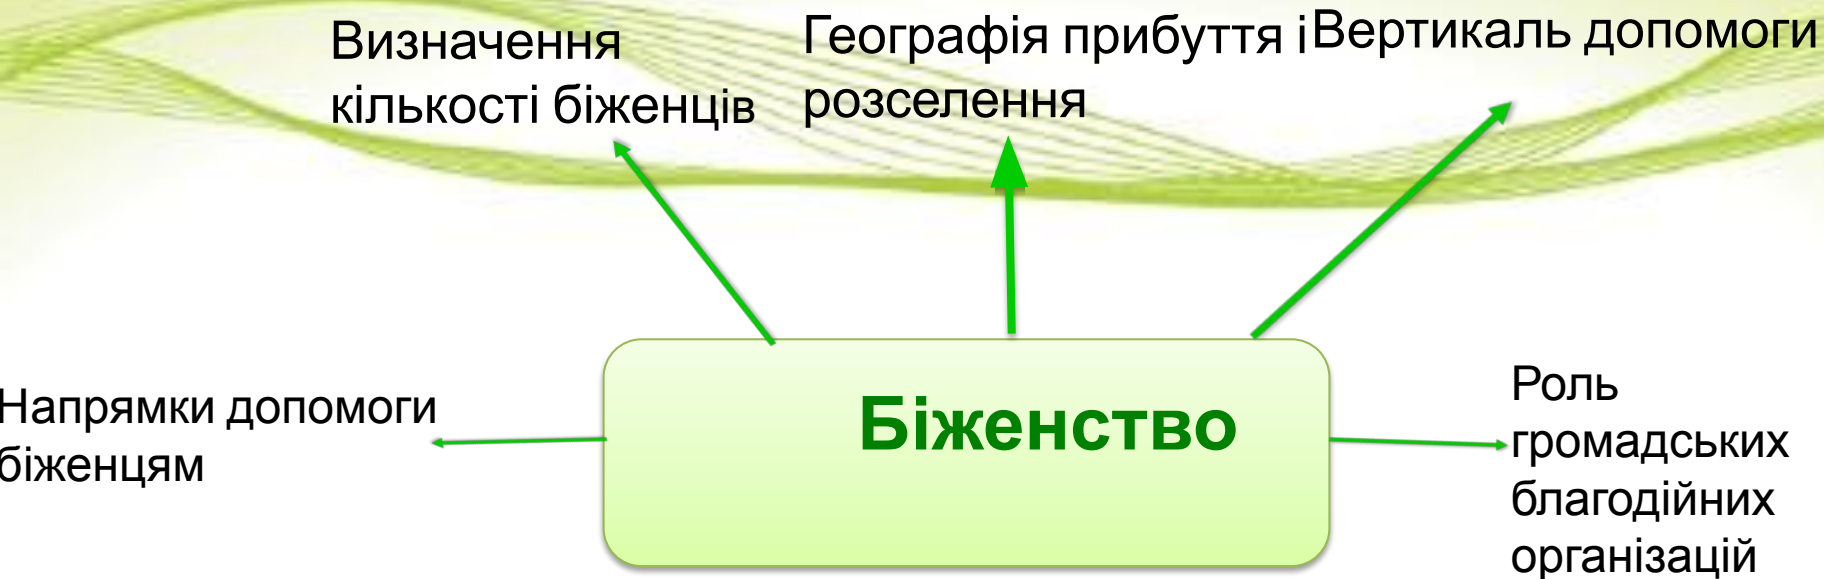 Визначення
кількості біженців
Географія прибуття і
розселення
Вертикаль допомоги
Напрямки допомоги
біженцям
Біженство
Роль
громадських
благодійних
організацій